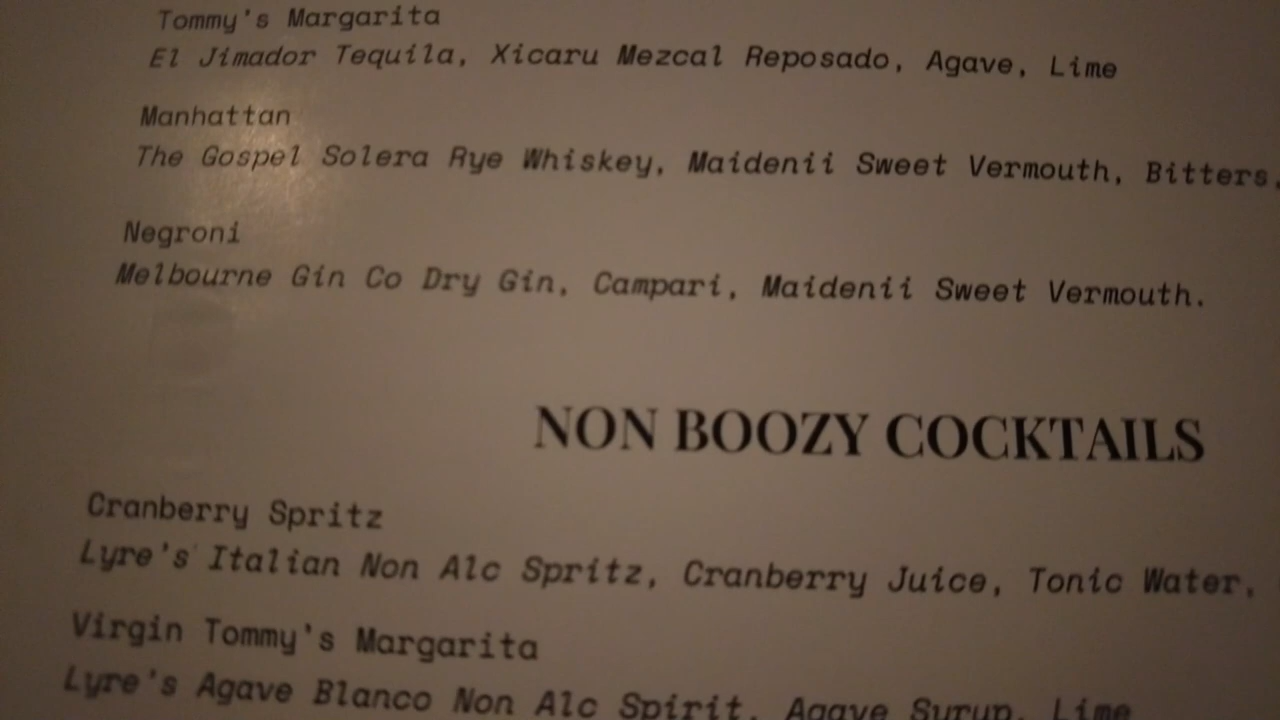 Tommy's Margarita
El Jimador Tequila, Xicaru Mezcal Reposado, Agave, Lime
Manhattan
The Gospel Solera Rye Whiskey, Maidenii Sweet Vermouth, Bitters.
Negroni
Melbourne Gin Co Dry Gin, Campari, Maidenii Sweet Vermouth.
NON BOOZY COCKTAILS
Cranberry Spritz
Lyre's Italian Non Alc Spritz, Cranberry Juice, Tonic Water,
Virgin Tommy's Margarita
Lyre's Agave Blanco Non Alc Spirit, Agave Syrup, Lime